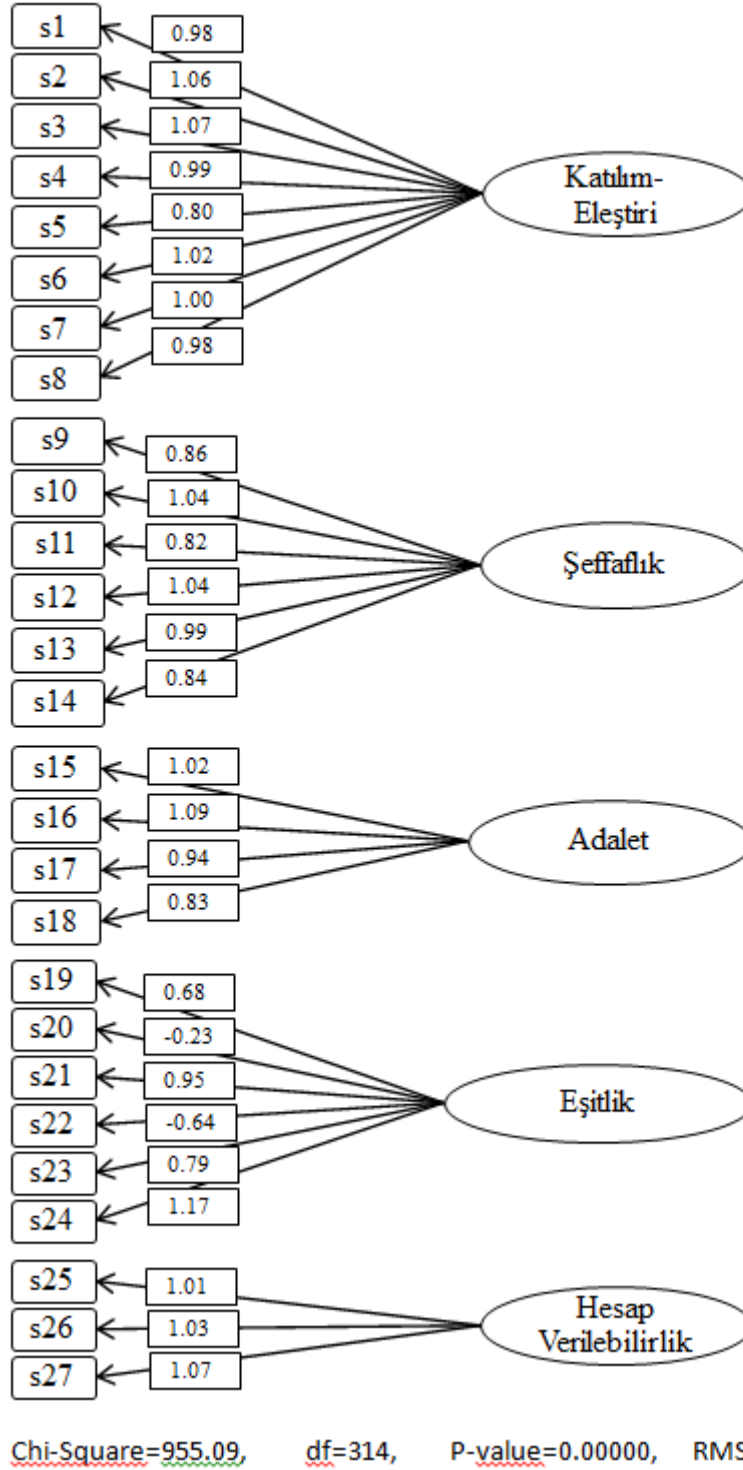 s1
0.98
s2
1.06
s3
1.07
s4
0.99
s5
0.80
s6
1.02
s7
1.00
s8
0.98
Katılım-
Eleştiri
s9
0.86
s10
1.04
s11
0.82
s12
1.04
s13
0.99
s14
0.84
Şeffaflık
s15
1.02
s16
1.09
s17
0.94
s18
0.83
Adalet
s19
0.68
s20
-0.23
s21
0.95
s22
-0.64
s23
0.79
s24
1.17
Eşitlik
s25
1.01
s26
1.03
s27
1.07
Hesap
Verilebilirlik
Chi-Square=955.09, df=314, P-value=0.00000, RMS